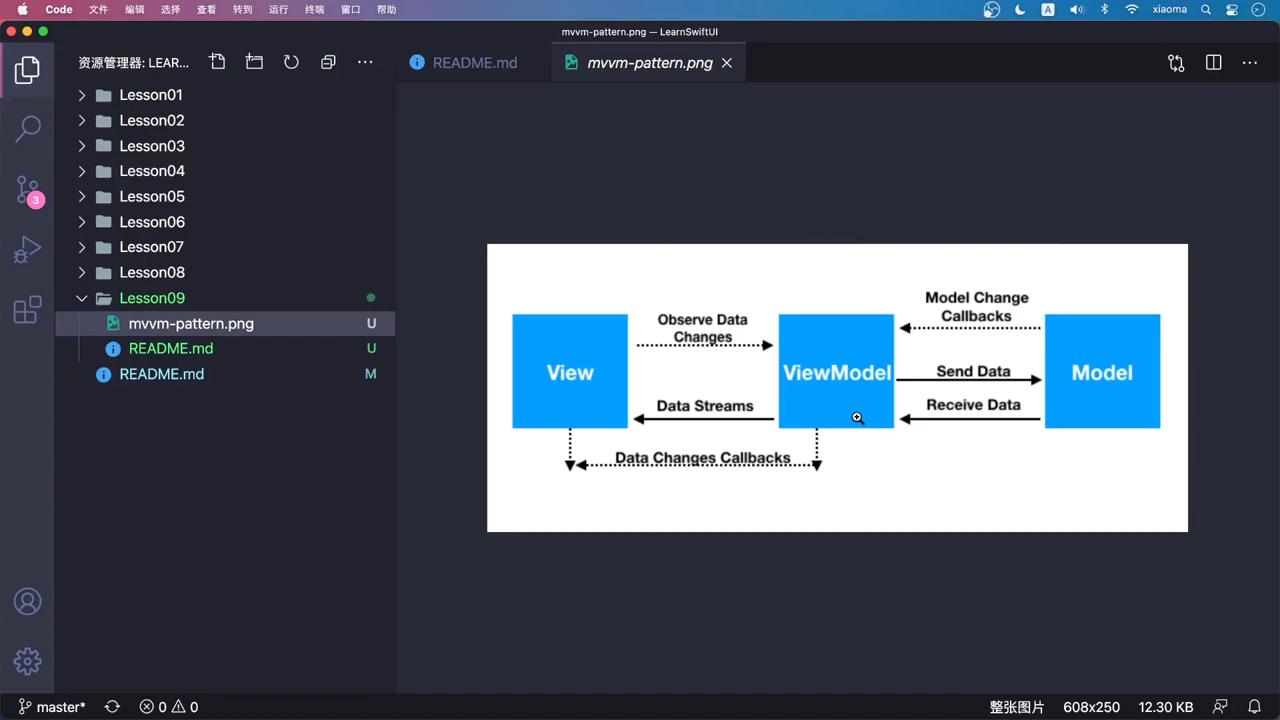 Code 文件 编辑 选择 查看 转到 运行 终端 窗口 帮助 A xiaoma
mvvm-pattern.png — LearnSwiftUI
资源管理器: LEAR...
README.md
mvvm-pattern.png
Lesson01
Lesson02
Lesson03
Lesson04
Lesson05
Lesson06
Lesson07
Lesson08
Lesson09
mvvm-pattern.png U
README.md U
README.md M
3
Observe Data
Changes
Model Change
Callbacks
View
ViewModel
Model
Send Data
Data Streams
Receive Data
Data Changes Callbacks
master* 0 0 整张图片 608x250 12.30 KB